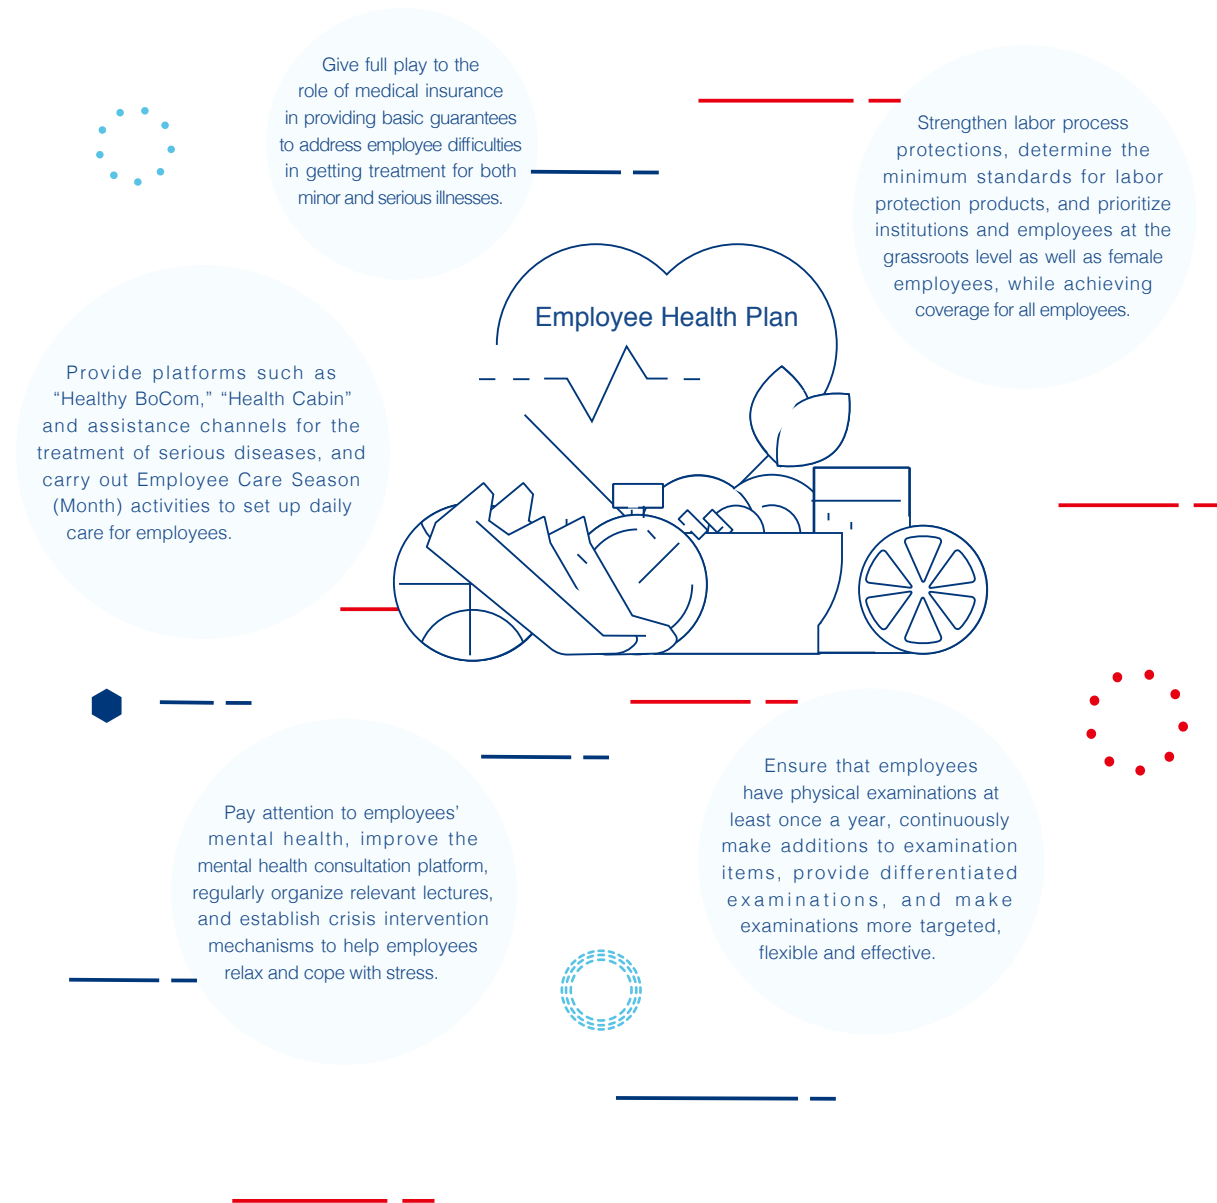 Give full play to the
role of medical insurance
in providing basic guarantees
to address employee difficulties
in getting treatment for both
minor and serious illnesses.
Strengthen labor process
protections, determine the
minimum standards for labor
protection products, and prioritize
institutions and employees at the
grassroots level as well as female
employees, while achieving
coverage for all employees.
Employee Health Plan
Provide platforms such as
“Healthy BoCom,” “Health Cabin”
and assistance channels for the
treatment of serious diseases, and
carry out Employee Care Season
(Month) activities to set up daily
care for employees.
Pay attention to employees’
mental health, improve the
mental health consultation platform,
regularly organize relevant lectures,
and establish crisis intervention
mechanisms to help employees
relax and cope with stress.
Ensure that employees
have physical examinations at
least once a year, continuously
make additions to examination
items, provide differentiated
examinations, and make
examinations more targeted,
flexible and effective.